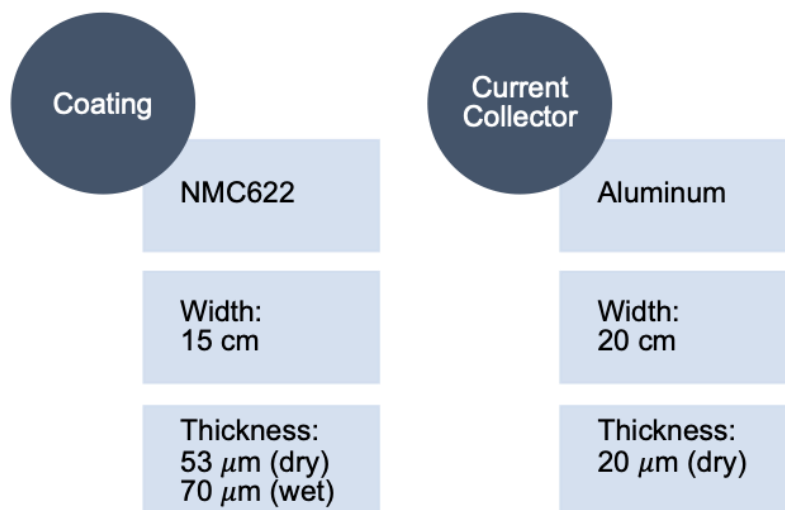 Coating
NMC622
Width:
15 cm
Thickness:
53 μm (dry)
70 μm (wet)
Current
Collector
Aluminum
Width:
20 cm
Thickness:
20 μm (dry)